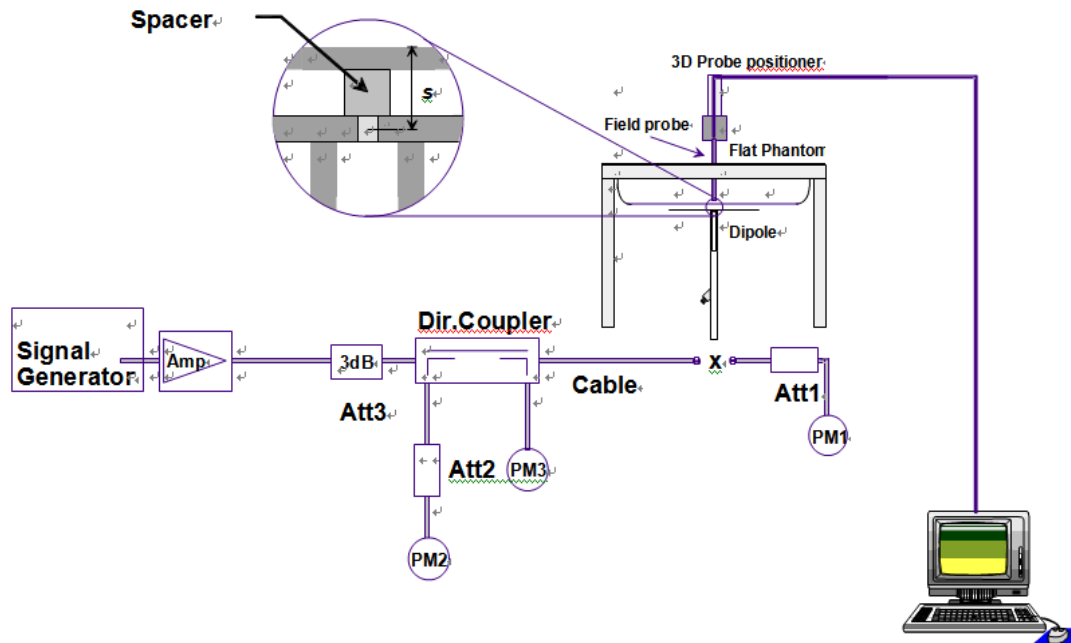 Spacer
s
3D Probe positioner
Field probe
Flat Phantom
Dipole
Signal
Generator
Amp
3dB
Att3
Dir.Coupler
Cable
x
Att1
PM1
Att2
PM3
PM2